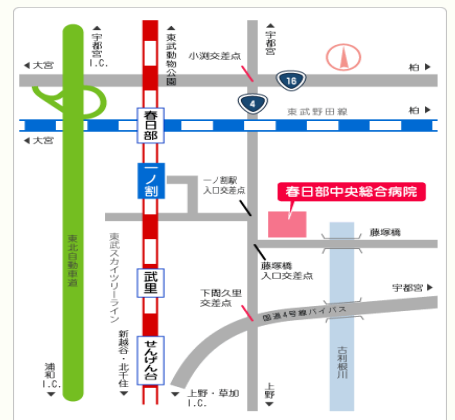 ▲宇都宮I.C.
▲東武動物公園
▲宇都宮
小渕交差点
◀大宮
柏▶
16
4
東武野田線
柏▶
◀大宮
春日部
一ノ割
一ノ割駅
入口交差点
春日部中央総合病院
藤塚橋
東北自動車道
東武スカイツリーライン
武里
藤塚橋
入口交差点
下間久里
交差点
宇都宮▶
国道4号線バイパス
新越谷・北千住▼
せんげん台
古利根川
浦和I.C.▼
▼上野・草加
I.C.
上野▼